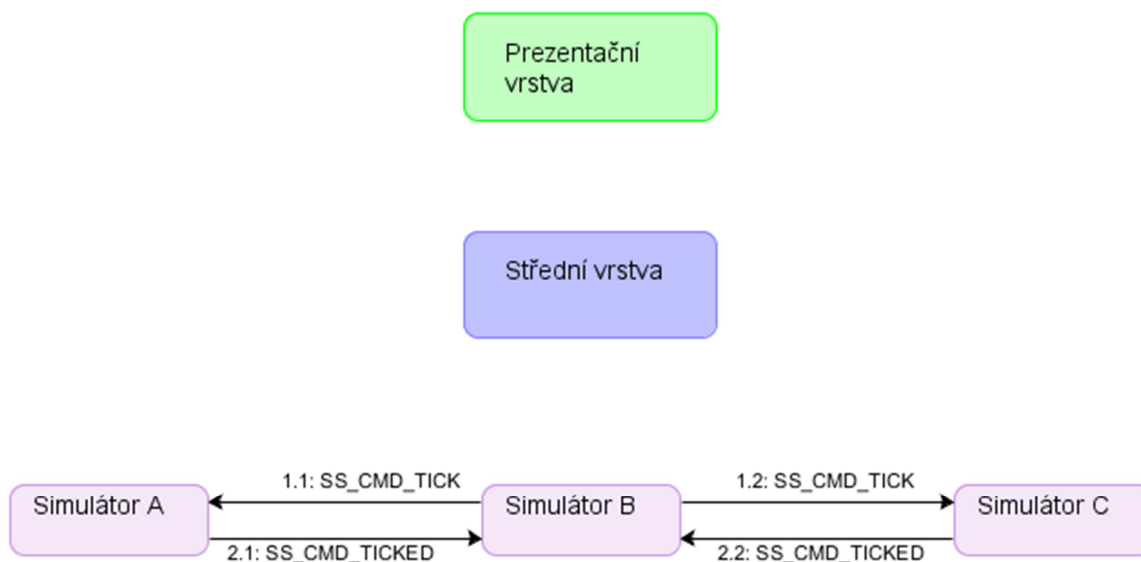 Prezentační
vrstva
Střední vrstva
1.1: SS_CMD_TICK
1.2: SS_CMD_TICK
Simulátor A
Simulátor B
Simulátor C
2.1: SS_CMD_TICKED
2.2: SS_CMD_TICKED